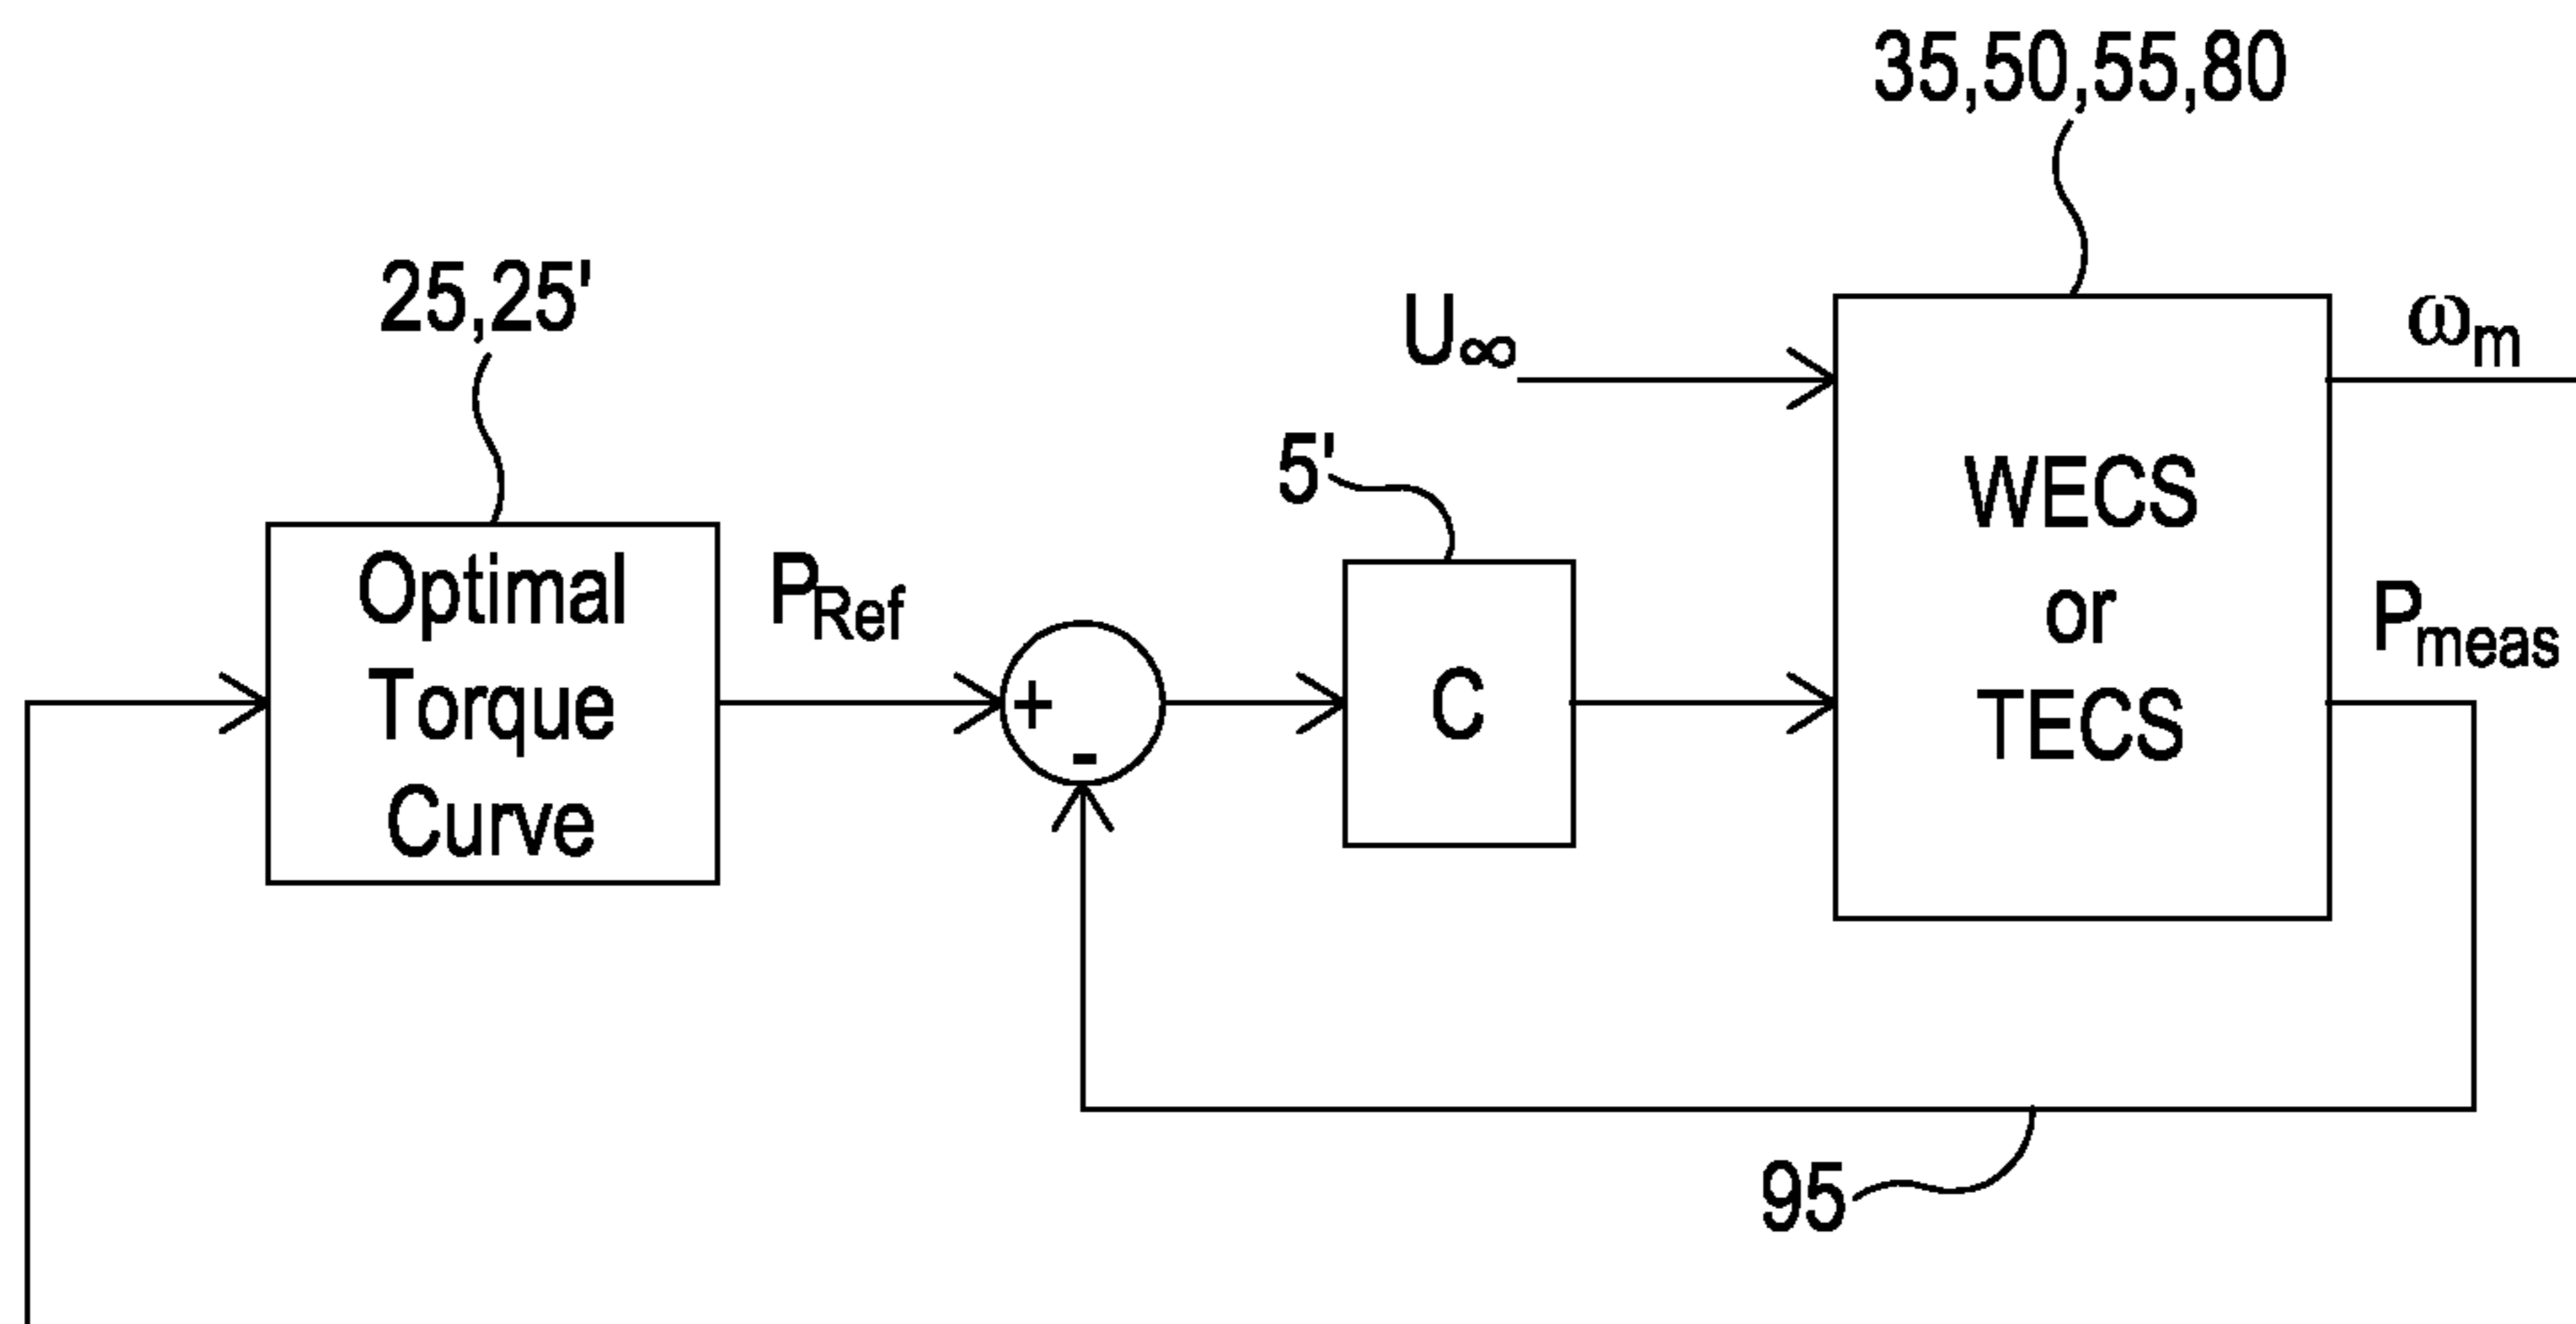 35,50,55,80
25,25'
U∞
ωm
5'
Optimal
Torque
Curve
PRef
+
-
C
WECS
or
TECS
Pmeas
95